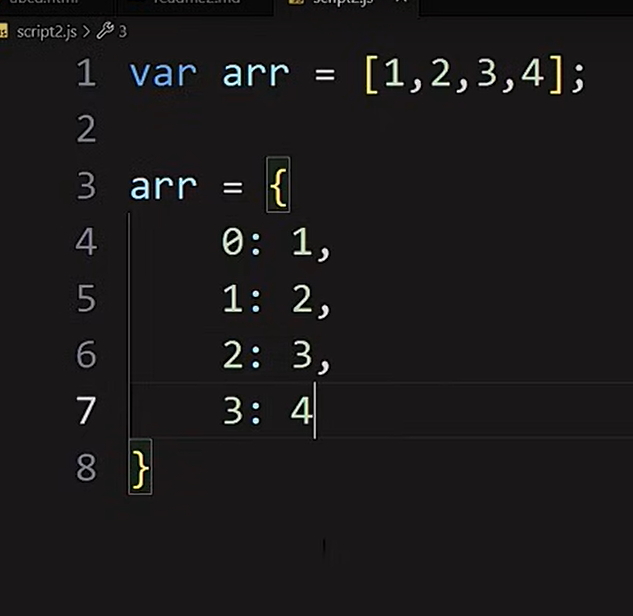 script2.js > 3
1 var arr = [1,2,3,4];
2
3 arr = {
4 0: 1,
5 1: 2,
6 2: 3,
7 3: 4
8 }